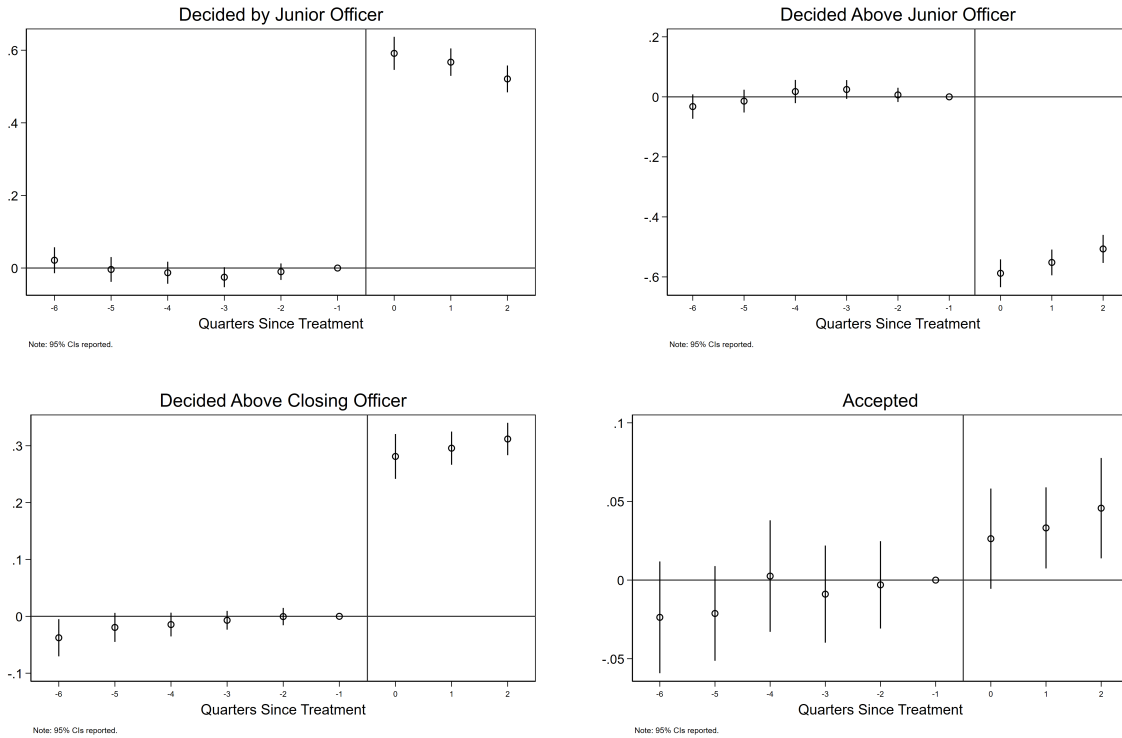 Decided by Junior Officer
.6
.4
.2
0
-6 -5 -4 -3 -2 -1 0 1 2
Quarters Since Treatment
Note: 95% CIs reported.
Decided Above Junior Officer
.2
0
-.2
-.4
-.6
-6 -5 -4 -3 -2 -1 0 1 2
Quarters Since Treatment
Note: 95% CIs reported.
Decided Above Closing Officer
.3
.2
.1
0
-.1
-6 -5 -4 -3 -2 -1 0 1 2
Quarters Since Treatment
Note: 95% CIs reported.
Accepted
.1
.05
0
-.05
-6 -5 -4 -3 -2 -1 0 1 2
Quarters Since Treatment
Note: 95% CIs reported.